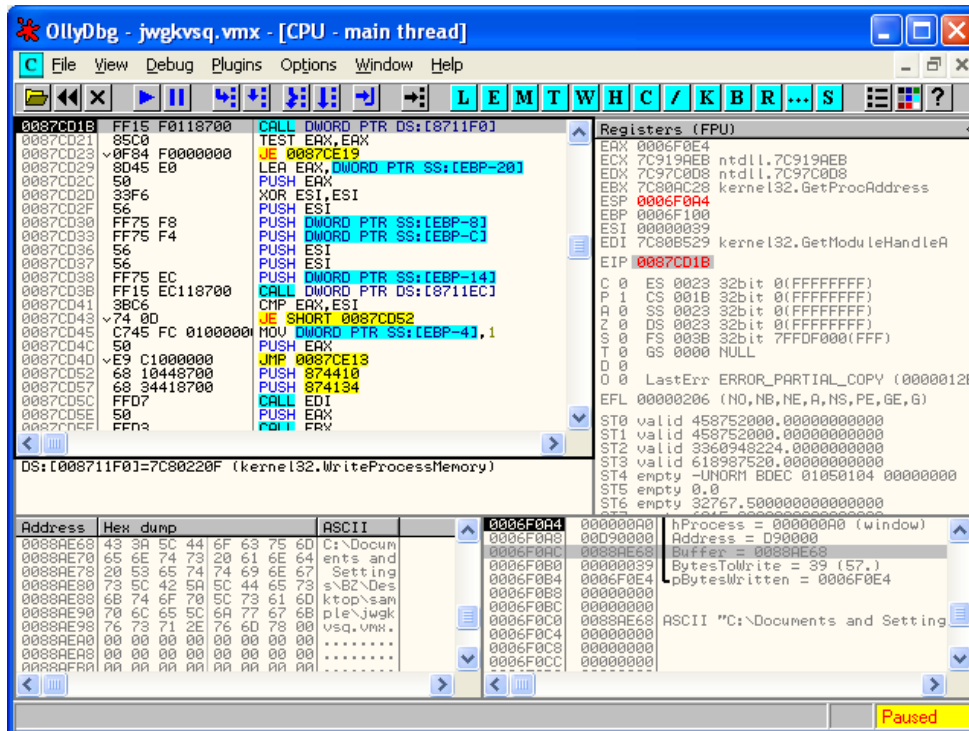 OllyDbg - jwgkvsq.vmx - [CPU - main thread]
C File View Debug Plugins Options Window Help
L E M T W H C / K B R ... S ?
0087CD1B FF15 F0118700 CALL DWORD PTR DS:[8711F0]
0087CD21 85C0 TEST EAX,EAX
0087CD23 0F84 F0000000 JE 0087CE19
0087CD29 8D45 E0 LEA EAX,DWORD PTR SS:[EBP-20]
0087CD2C 50 PUSH EAX
0087CD2D 33F6 XOR ESI,ESI
0087CD2F 56 PUSH ESI
0087CD30 FF75 F8 PUSH DWORD PTR SS:[EBP-8]
0087CD33 FF75 F4 PUSH DWORD PTR SS:[EBP-C]
0087CD36 56 PUSH ESI
0087CD37 56 PUSH ESI
0087CD38 FF75 EC PUSH DWORD PTR SS:[EBP-14]
0087CD3B FF15 EC118700 CALL DWORD PTR DS:[8711EC]
0087CD41 3BC6 CMP EAX,ESI
0087CD43 74 0D JE SHORT 0087CD52
0087CD45 C745 FC 0100000 MOV DWORD PTR SS:[EBP-4],1
0087CD4C 50 PUSH EAX
0087CD4D E9 C1000000 JMP 0087CE13
0087CD52 68 10448700 PUSH 874410
0087CD57 68 34418700 PUSH 874134
0087CD5C FFD7 CALL EDI
0087CD5E 50 PUSH EAX
0087CD5F FFD3 CALL EBX
DS:[008711F0]=7C80220F (kernel32.WriteProcessMemory)
Registers (FPU)
EAX 0006F0E4
ECX 7C919AEB ntdll.7C919AEB
EDX 7C97C0D8 ntdll.7C97C0D8
EBX 7C80AC28 kernel32.GetProcAddress
ESP 0006F0A4
EBP 0006F100
ESI 00000039
EDI 7C80B529 kernel32.GetModuleHandleA
EIP 0087CD1B
C 0 ES 0023 32bit 0(FFFFFFFF)
P 1 CS 001B 32bit 0(FFFFFFFF)
A 0 SS 0023 32bit 0(FFFFFFFF)
Z 0 DS 0023 32bit 0(FFFFFFFF)
S 0 FS 003B 32bit 7FFDF000(FFF)
T 0 GS 0000 NULL
D 0
O 0 LastErr ERROR_PARTIAL_COPY (0000012B
EFL 00000206 (NO,NB,NE,A,NS,PE,GE,G)
ST0 valid 458752000.00000000000
ST1 valid 458752000.00000000000
ST2 valid 3360948224.0000000000
ST3 valid 618987520.00000000000
ST4 empty -UNORM BDEC 01050104 00000000
ST5 empty 0.0
ST6 empty 32767.500000000000000
Address Hex dump ASCII
0088AE68 43 3A 5C 44 6F 63 75 6D C:\Docum
0088AE70 65 6E 74 73 20 61 6E 64 ents and
0088AE78 20 53 65 74 74 69 6E 67 Setting
0088AE80 73 5C 42 5A 5C 44 65 73 s\BZ\Des
0088AE88 6B 74 6F 70 5C 73 61 6D ktop\sam
0088AE90 70 6C 65 5C 6A 77 67 6B ple\jwgk
0088AE98 76 73 71 2E 76 6D 78 00 vsq.vmx.
0088AEA0 00 00 00 00 00 00 00 00 ........
0088AEA8 00 00 00 00 00 00 00 00 ........
0088AEB0 00 00 00 00 00 00 00 00 ........
0006F0A4 000000A0 hProcess = 000000A0 (window)
0006F0A8 00D90000 Address = D90000
0006F0AC 0088AE68 Buffer = 0088AE68
0006F0B0 00000039 BytesToWrite = 39 (57.)
0006F0B4 0006F0E4 pBytesWritten = 0006F0E4
0006F0B8 00000000
0006F0BC 00000000
0006F0C0 0088AE68 ASCII "C:\Documents and Setting
0006F0C4 00000000
0006F0C8 00000000
0006F0CC 00000000
Paused